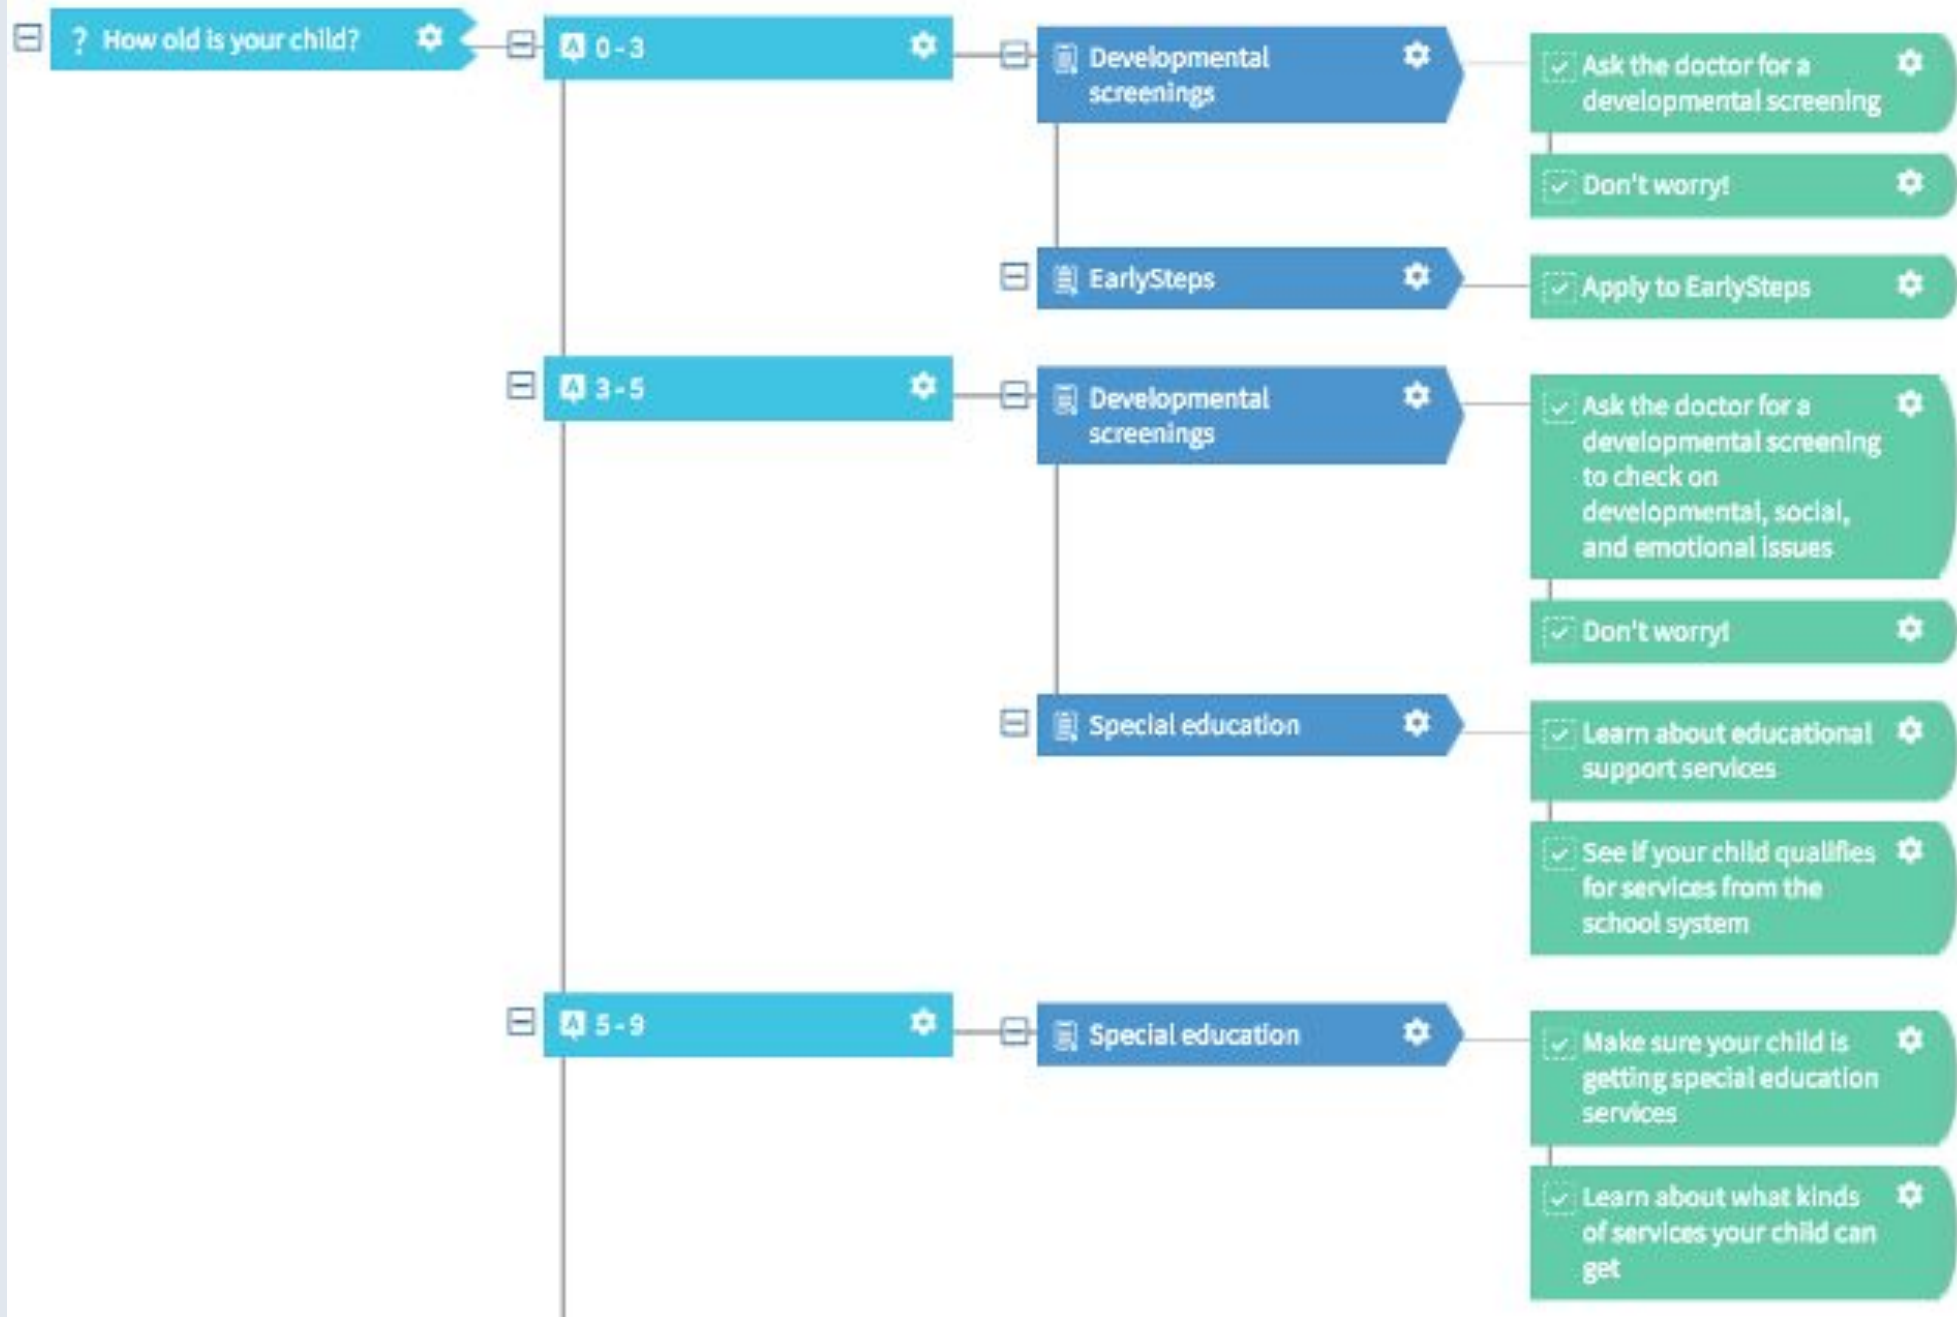 ? How old is your child?
A 0 - 3
Developmental
screenings
Ask the doctor for a
developmental screening
Don't worry!
EarlySteps
Apply to EarlySteps
A 3 - 5
Developmental
screenings
Ask the doctor for a
developmental screening
to check on
developmental, social,
and emotional issues
Don't worry!
Special education
Learn about educational
support services
See if your child qualifies
for services from the
school system
A 5 - 9
Special education
Make sure your child is
getting special education
services
Learn about what kinds
of services your child can
get